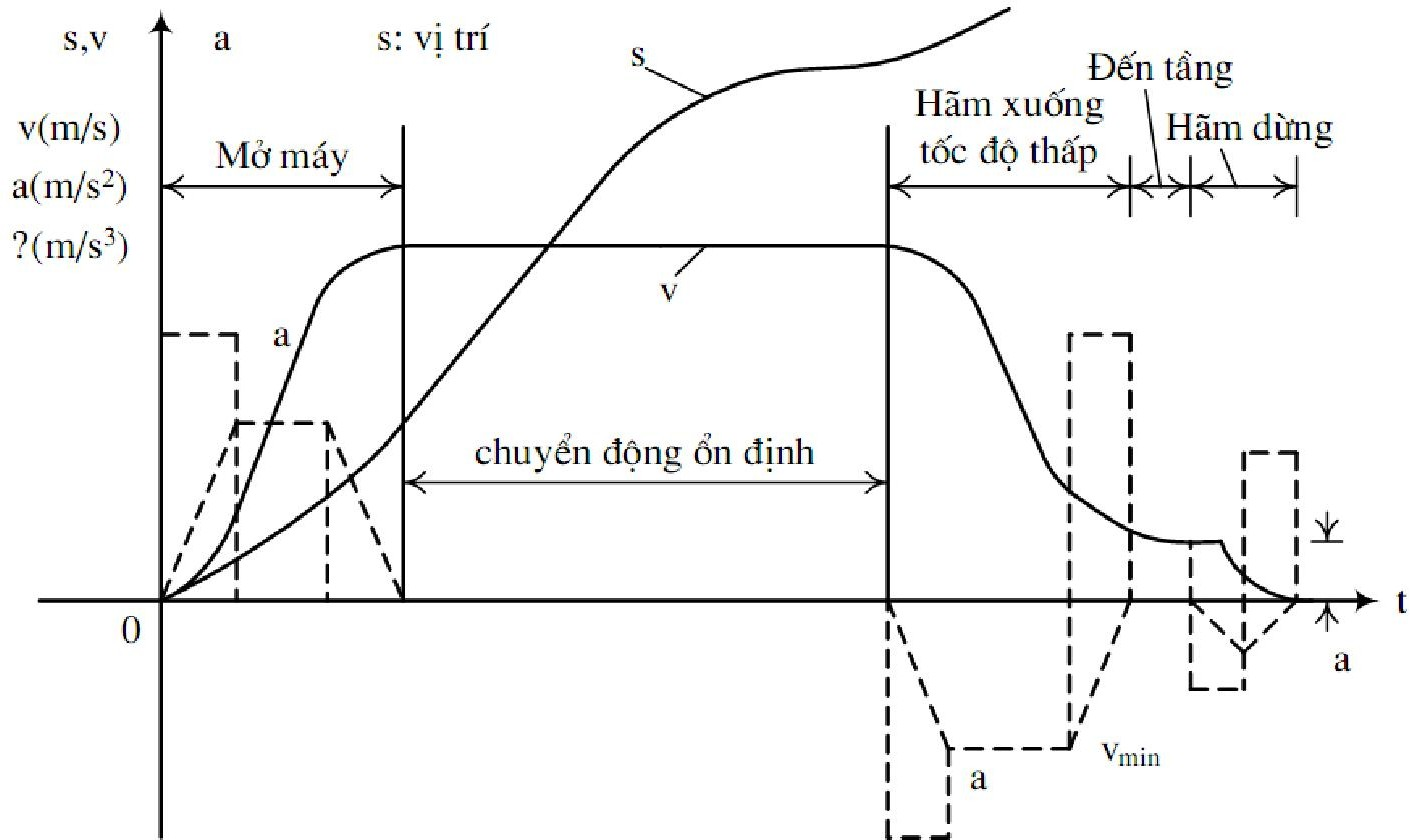 s,v
a
s: vị trí
s
Đến tầng
Hãm xuống
tốc độ thấp
Hãm dừng
v(m/s)
Mở máy
a(m/s²)
?(m/s³)
v
a
chuyển động ổn định
0
t
a
v_min
a